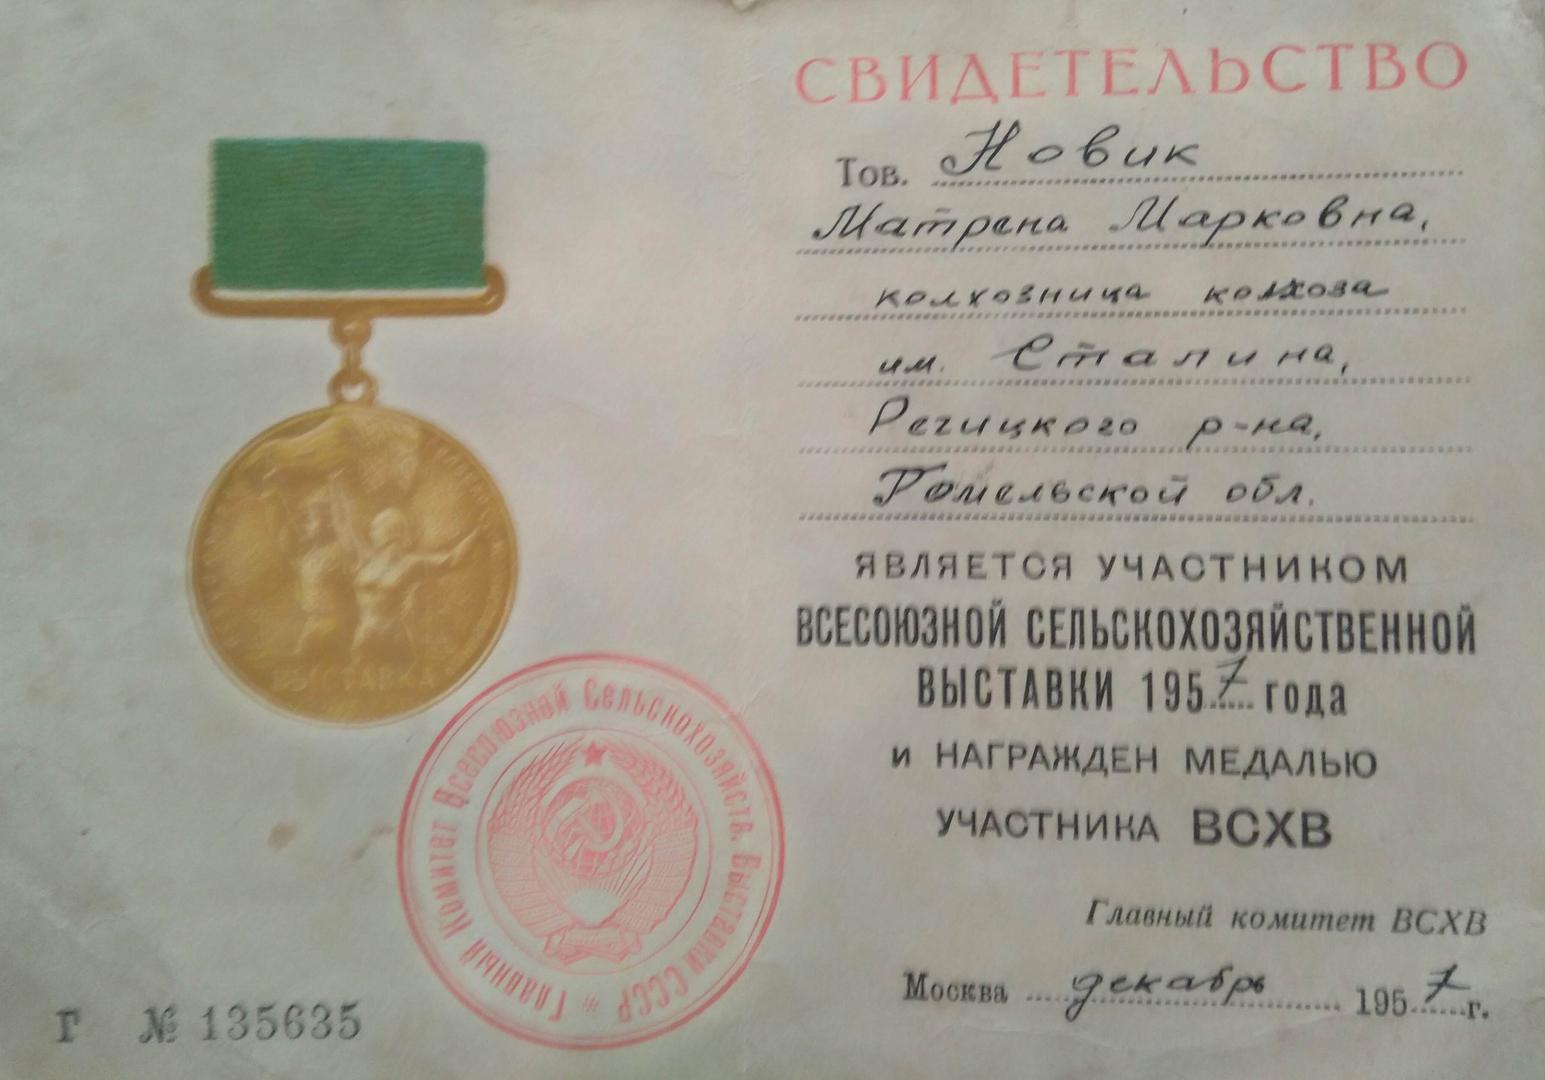 СВИДЕТЕЛЬСТВО
Тов. Новик
Матрена Марковна,
колхозница колхоза
им. Сталина,
Речицкого р-на,
Гомельской обл.
ЯВЛЯЕТСЯ УЧАСТНИКОМ
ВСЕСОЮЗНОЙ СЕЛЬСКОХОЗЯЙСТВЕННОЙ
ВЫСТАВКИ 1957 года
И НАГРАЖДЕН МЕДАЛЬЮ
УЧАСТНИКА ВСХВ
Главный комитет ВСХВ
Москва декабрь 1957 г.
ВЫСТАВКА
Главный Комитет Всесоюзной Сельскохозяйств. Выставки СССР
Г № 135635